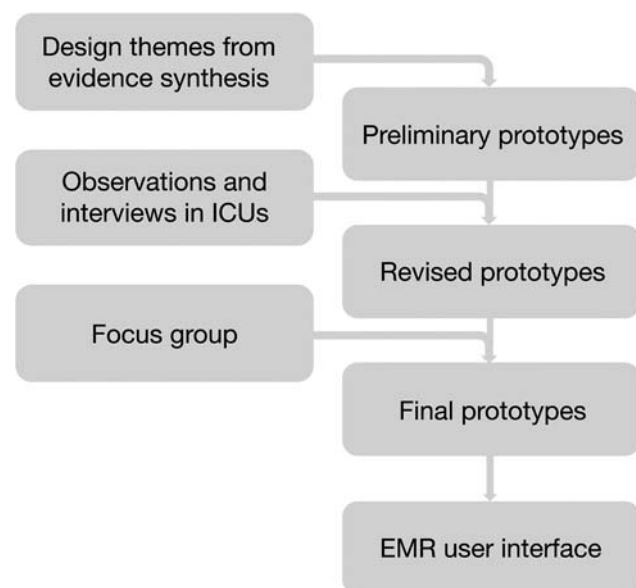 Design themes from
evidence synthesis
Preliminary prototypes
Observations and
interviews in ICUs
Revised prototypes
Focus group
Final prototypes
EMR user interface